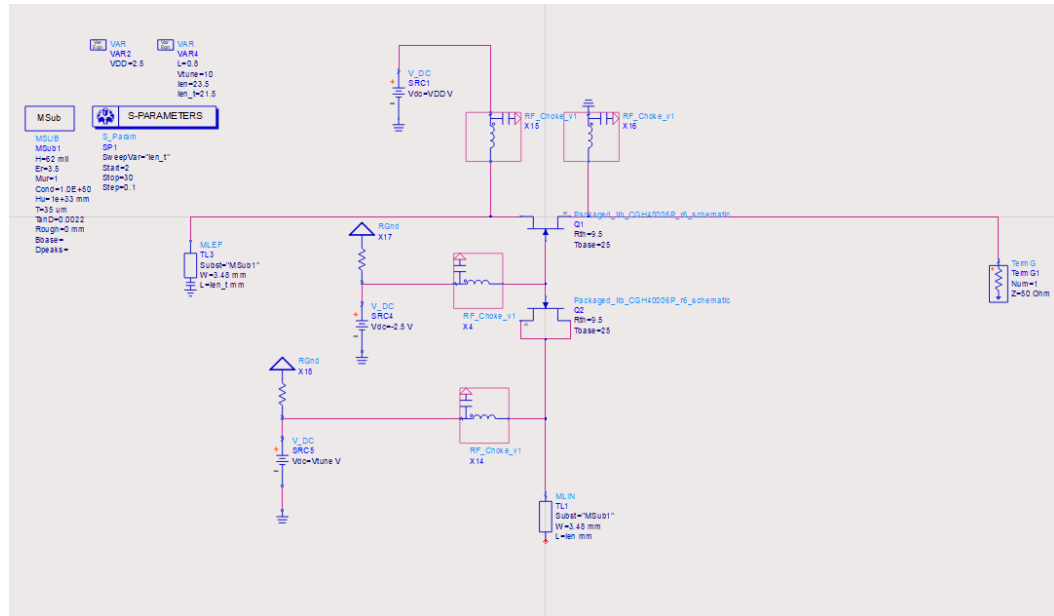 Var
Eqn
VAR
VAR2
VDD=2.5
Var
Eqn
VAR
VAR4
L=0.8
Vtune=10
len=23.5
len_t=21.5
MSub
MSUB
MSub1
H=62 mil
Er=3.5
Mur=1
Cond=1.0E+50
Hu=1e+33 mm
T=35 um
TanD=0.0022
Rough=0 mm
Bbase=
Dpeaks=
S-PARAMETERS
S_Param
SP1
SweepVar="len_t"
Start=2
Stop=30
Step=0.1
V_DC
SRC1
Vdc=VDD V
RF_Choke_v1
X15
RF_Choke_v1
X16
Packaged_lib_CGH40006P_r6_schematic
Q1
Rth=9.5
Tbase=25
MLEF
TL3
Subst="MSub1"
W=3.48 mm
L=len_t mm
RGnd
X17
V_DC
SRC4
Vdc=-2.5 V
RF_Choke_v1
X4
Packaged_lib_CGH40006P_r6_schematic
Q2
Rth=9.5
Tbase=25
TermG
TermG1
Num=1
Z=50 Ohm
RGnd
X18
V_DC
SRC5
Vdc=Vtune V
RF_Choke_v1
X14
MLIN
TL1
Subst="MSub1"
W=3.48 mm
L=len mm